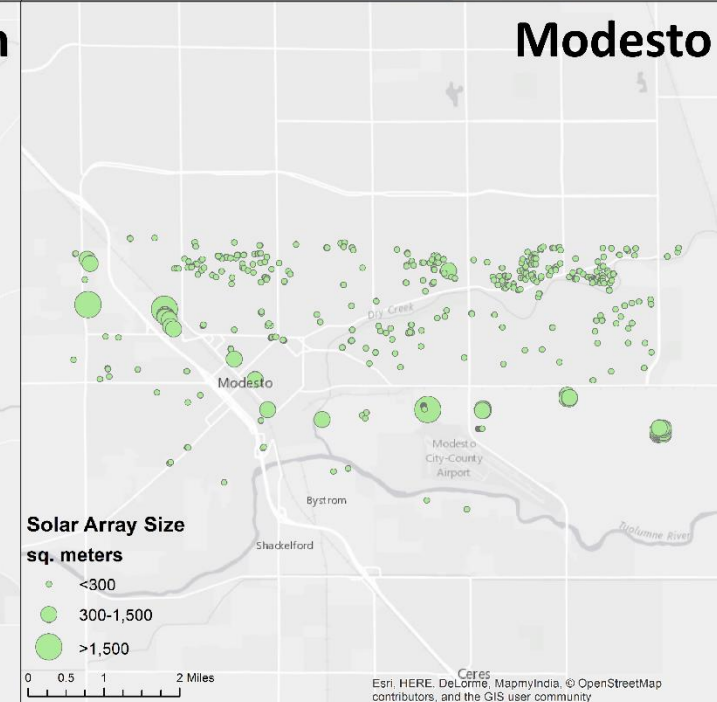 n
Modesto
Dry Creek
Modesto
Modesto
City-County
Airport
Bystrom
Tuolumne River
Shackelford
Solar Array Size
sq. meters
<300
300-1,500
>1,500
0 0.5 1 2 Miles
Ceres
Esri, HERE, DeLorme, MapmyIndia, © OpenStreetMap
contributors, and the GIS user community